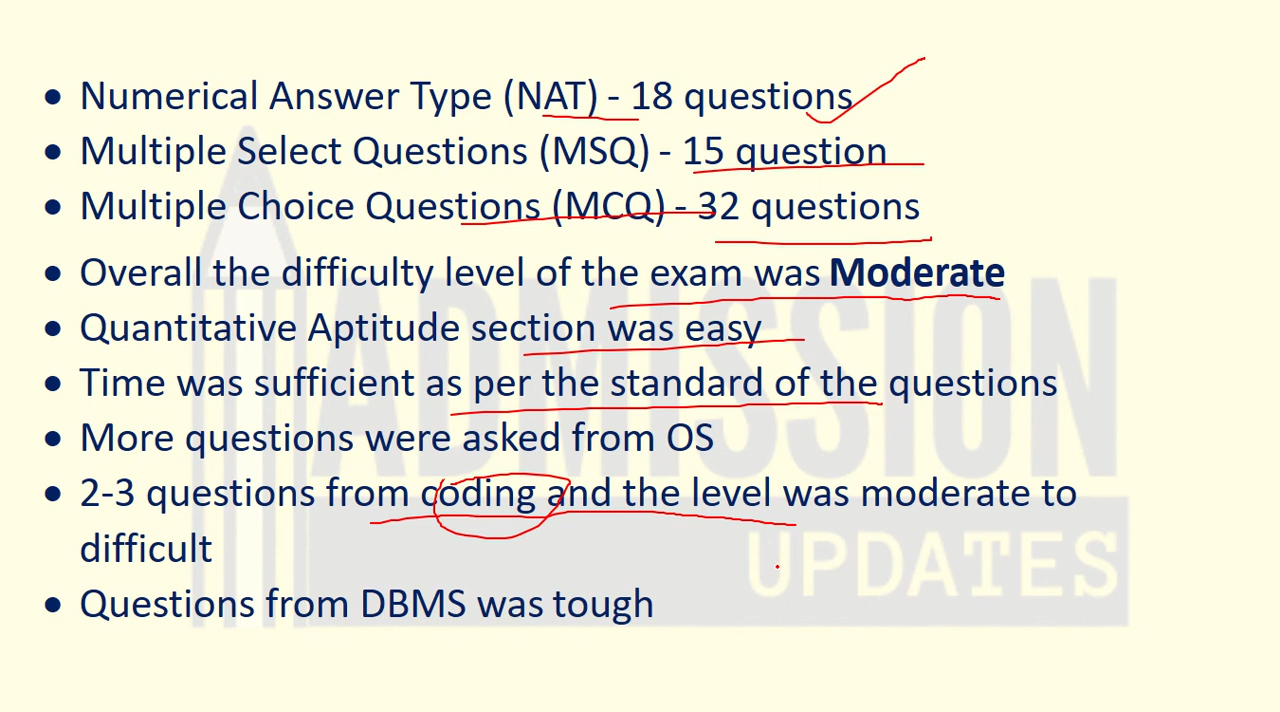 • Numerical Answer Type (NAT) - 18 questions
• Multiple Select Questions (MSQ) - 15 question
• Multiple Choice Questions (MCQ) - 32 questions
• Overall the difficulty level of the exam was Moderate
• Quantitative Aptitude section was easy
• Time was sufficient as per the standard of the questions
• More questions were asked from OS
• 2-3 questions from coding and the level was moderate to
difficult
• Questions from DBMS was tough
ADMISSION
UPDATES